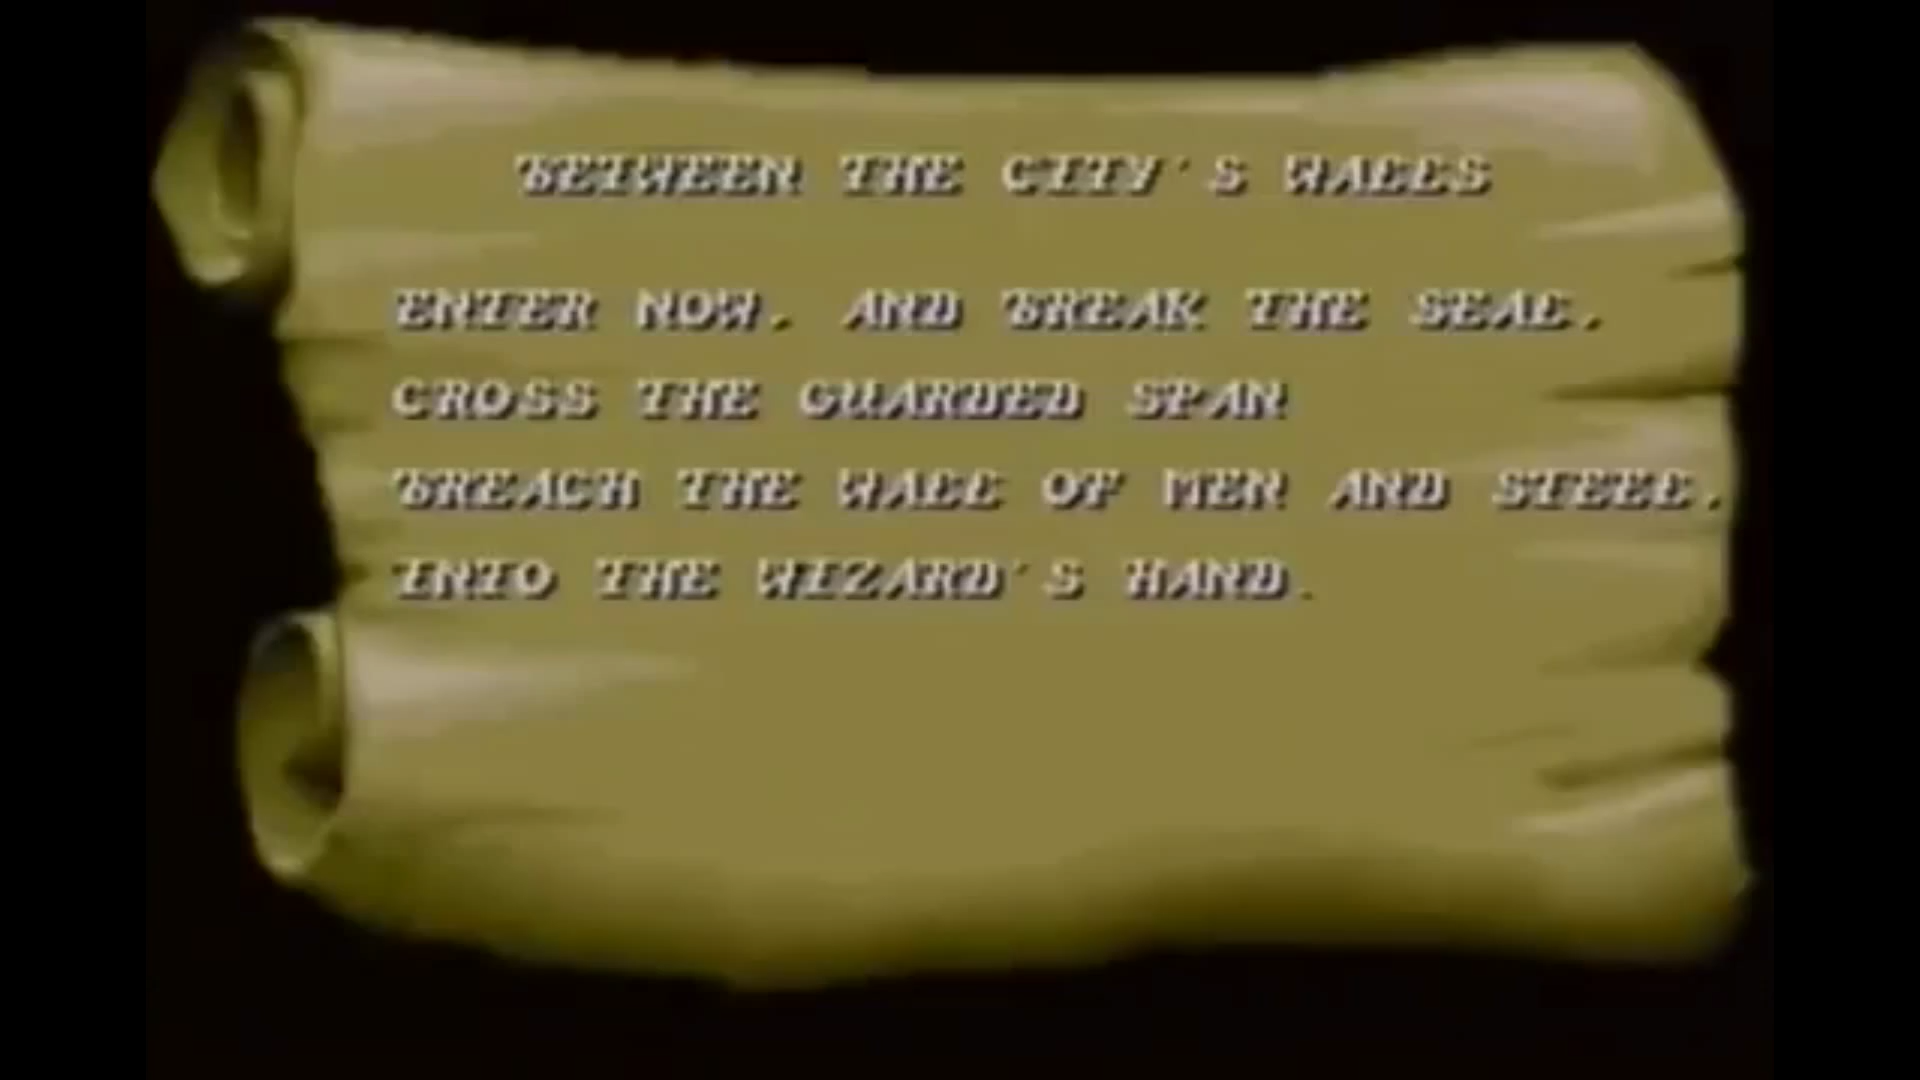 BETWEEN THE CITY'S WALLS
ENTER NOW, AND BREAK THE SEAL.
CROSS THE GUARDED SPAN
BREACH THE WALL OF MEN AND STEEL.
INTO THE WIZARD'S HAND.